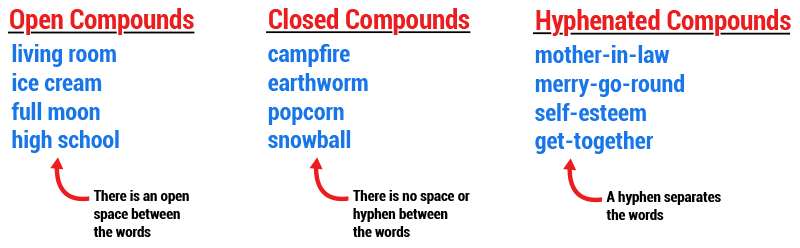 Open Compounds
living room
ice cream
full moon
high school
There is an open
space between
the words
Closed Compounds
campfire
earthworm
popcorn
snowball
There is no space or
hyphen between
the words
Hyphenated Compounds
mother-in-law
merry-go-round
self-esteem
get-together
A hyphen separates
the words